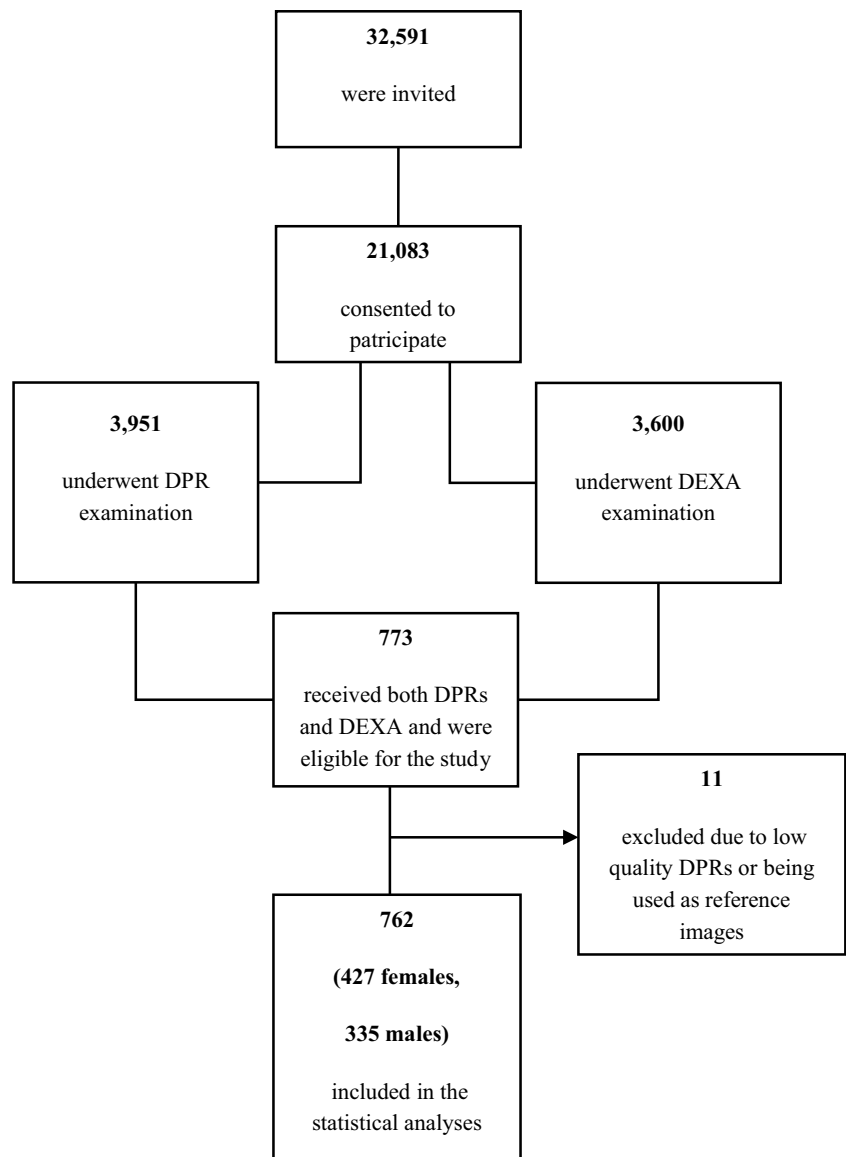 32,591
were invited
21,083
consented to
patricipate
3,951
underwent DPR
examination
3,600
underwent DEXA
examination
773
received both DPRs
and DEXA and were
eligible for the study
11
excluded due to low
quality DPRs or being
used as reference
images
762
(427 females,
335 males)
included in the
statistical analyses